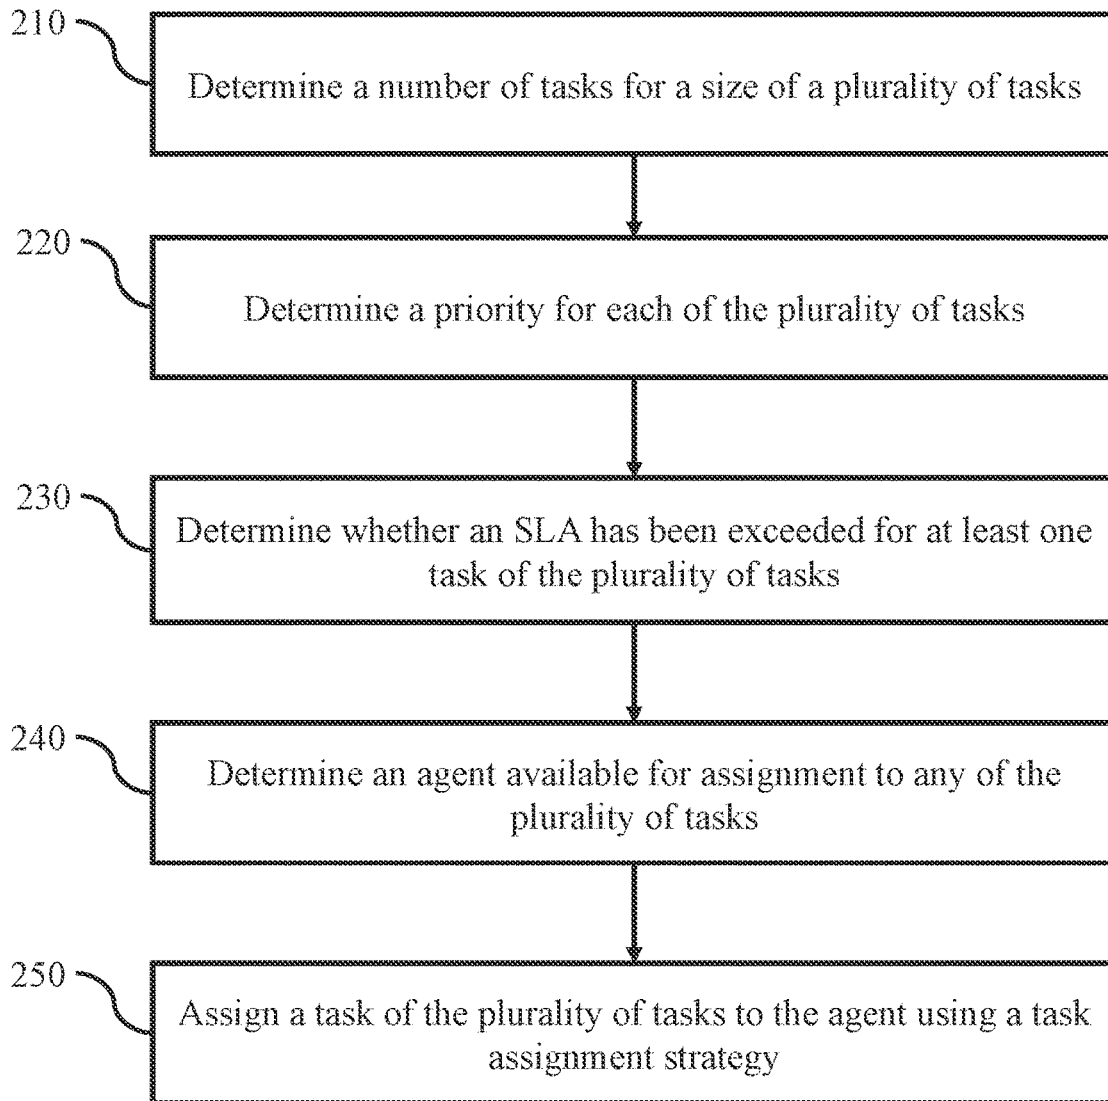 210
Determine a number of tasks for a size of a plurality of tasks
220
Determine a priority for each of the plurality of tasks
230
Determine whether an SLA has been exceeded for at least one
task of the plurality of tasks
240
Determine an agent available for assignment to any of the
plurality of tasks
250
Assign a task of the plurality of tasks to the agent using a task
assignment strategy